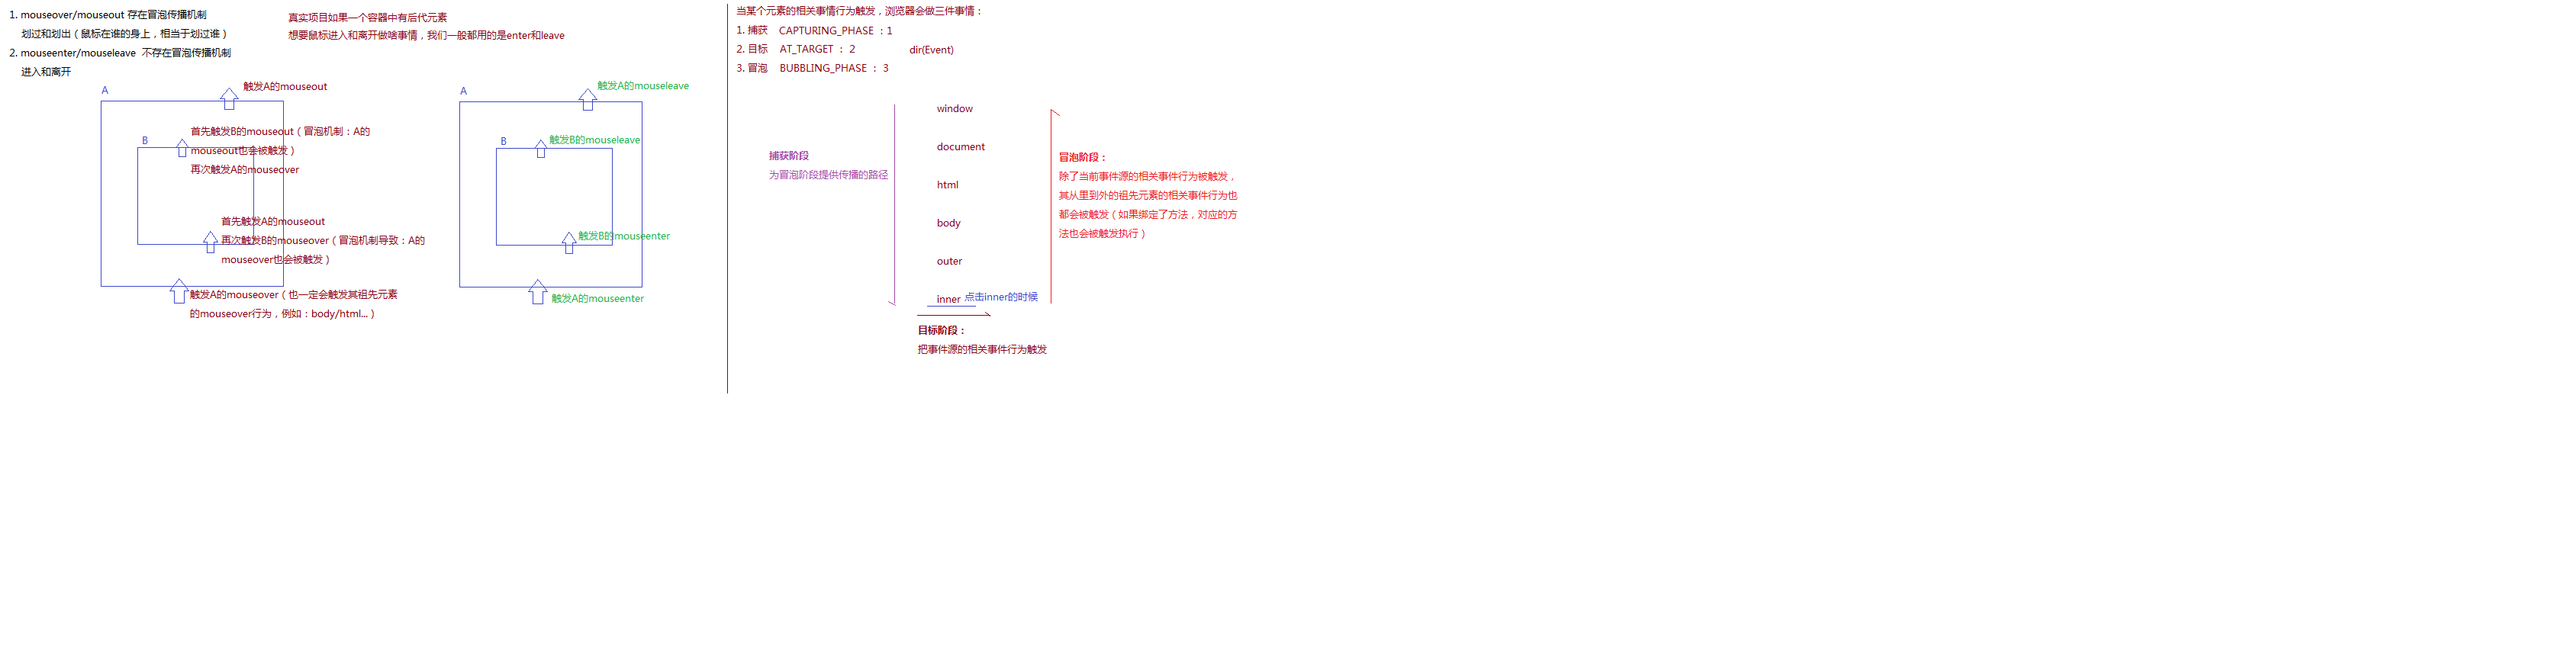 1. mouseover/mouseout 存在冒泡传播机制
划过和划出（鼠标在谁的身上，相当于划过谁）
2. mouseenter/mouseleave 不存在冒泡传播机制
进入和离开
真实项目如果一个容器中有后代元素
想要鼠标进入和离开做啥事情，我们一般都用的是enter和leave
A
触发A的mouseout
B
首先触发B的mouseout（冒泡机制：A的
mouseout也会被触发）
再次触发A的mouseover
首先触发A的mouseout
再次触发B的mouseover（冒泡机制导致：A的
mouseover也会被触发）
触发A的mouseover（也一定会触发其祖先元素
的mouseover行为，例如：body/html...）
A
触发A的mouseleave
B
触发B的mouseleave
触发B的mouseenter
触发A的mouseenter
当某个元素的相关事情行为触发，浏览器会做三件事情：
1. 捕获 CAPTURING_PHASE ：1
2. 目标 AT_TARGET ： 2 dir(Event)
3. 冒泡 BUBBLING_PHASE ： 3
捕获阶段
为冒泡阶段提供传播的路径
window
document
html
body
outer
inner 点击inner的时候
目标阶段：
把事件源的相关事件行为触发
冒泡阶段：
除了当前事件源的相关事件行为被触发，
其从里到外的祖先元素的相关事件行为也
都会被触发（如果绑定了方法，对应的方
法也会被触发执行）